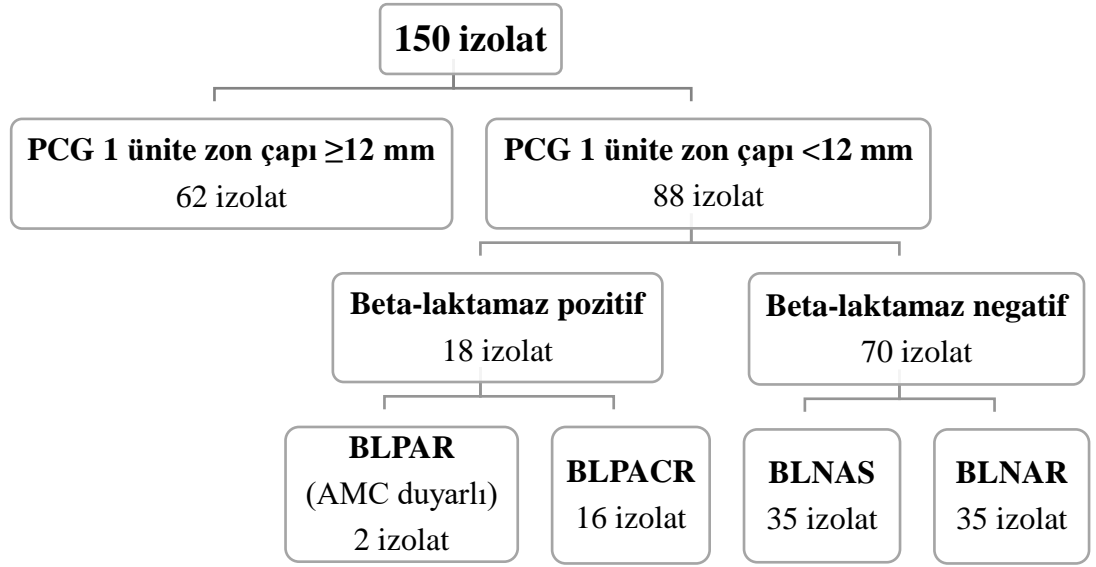 150 izolat
PCG 1 ünite zon çapı ≥12 mm
62 izolat
PCG 1 ünite zon çapı <12 mm
88 izolat
Beta-laktamaz pozitif
18 izolat
Beta-laktamaz negatif
70 izolat
BLPAR
(AMC duyarlı)
2 izolat
BLPACR
16 izolat
BLNAS
35 izolat
BLNAR
35 izolat